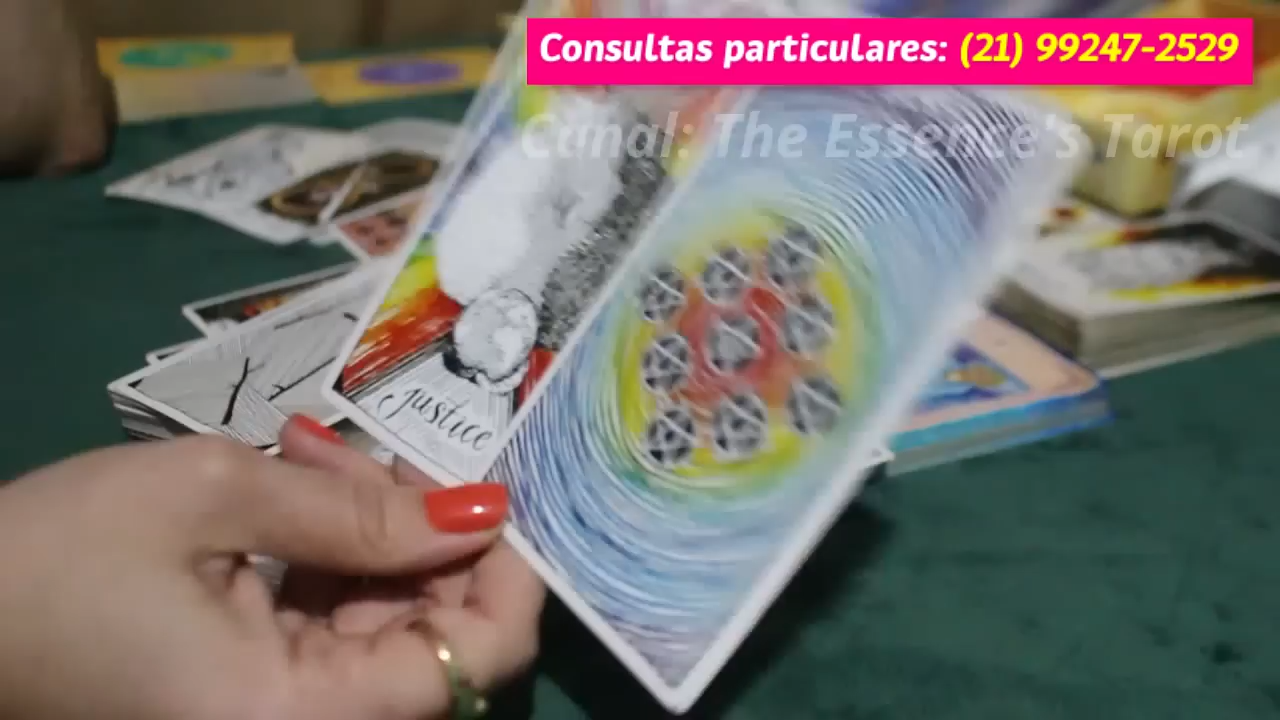 Consultas particulares: (21) 99247-2529
Canal: The Essence's Tarot
justice